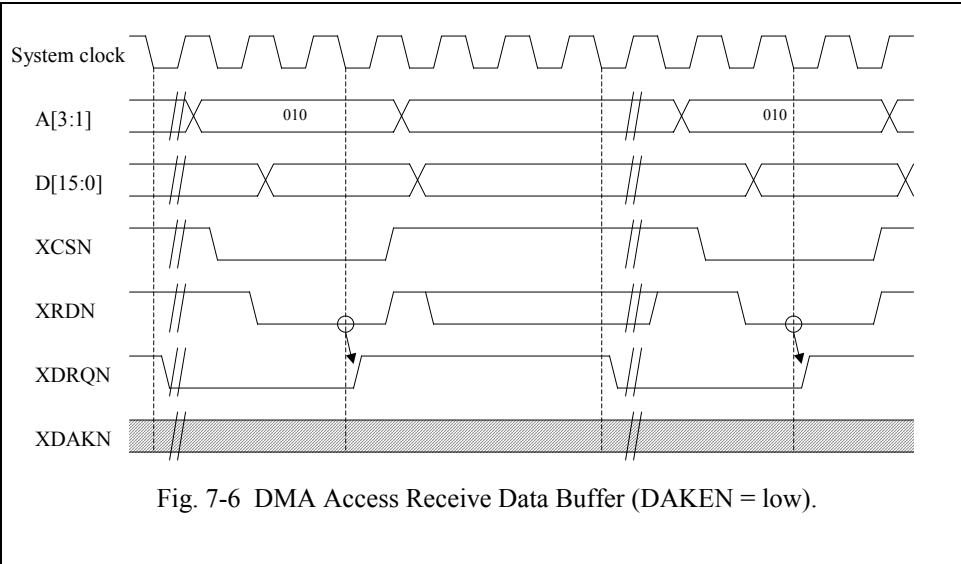 System clock
A[3:1]
010
010
D[15:0]
XCSN
XRDN
XDRQN
XDAKN
Fig. 7-6 DMA Access Receive Data Buffer (DAKEN = low).